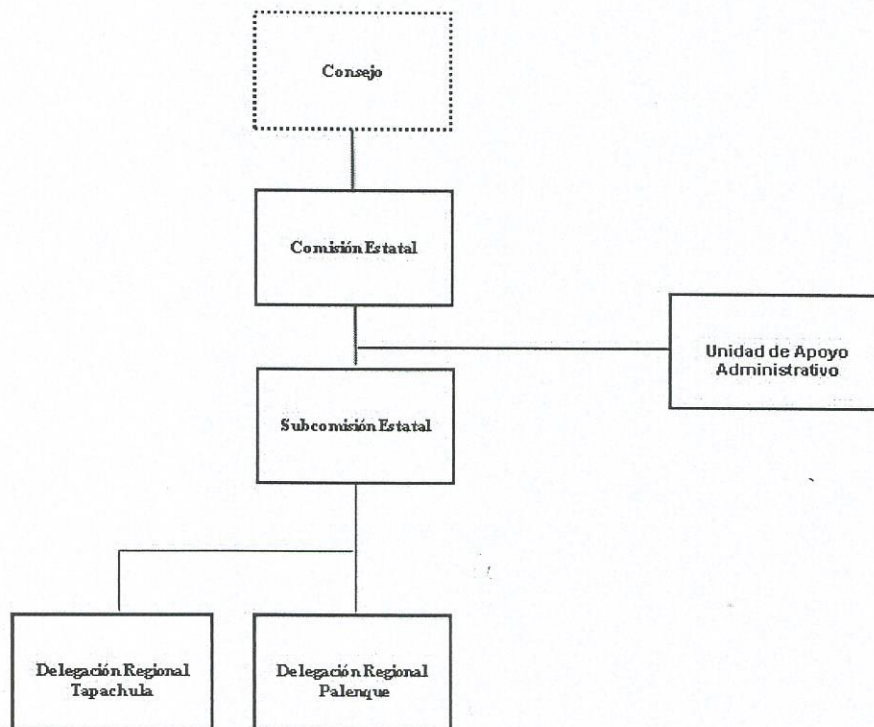 Consejo
Comisión Estatal
Unidad de Apoyo
Administrativo
Subcomisión Estatal
Delegación Regional
Tapachula
Delegación Regional
Palenque